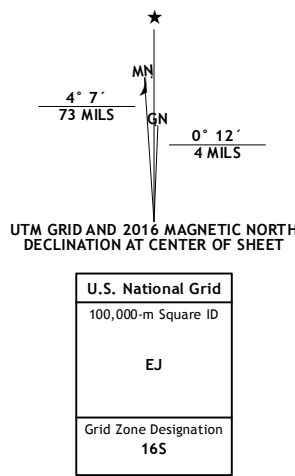 MN
4° 7´
73 MILS
GN
0° 12´
4 MILS
UTM GRID AND 2016 MAGNETIC NORTH
DECLINATION AT CENTER OF SHEET
U.S. National Grid
100,000-m Square ID
EJ
Grid Zone Designation
16S